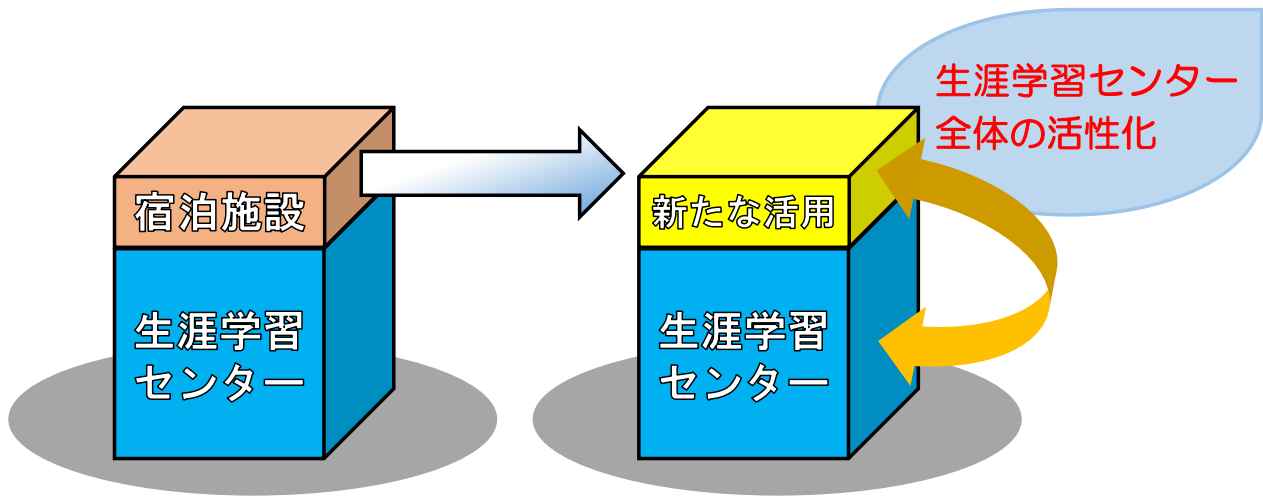 生涯学習センター
全体の活性化
宿泊施設
新たな活用
生涯学習
センター
生涯学習
センター